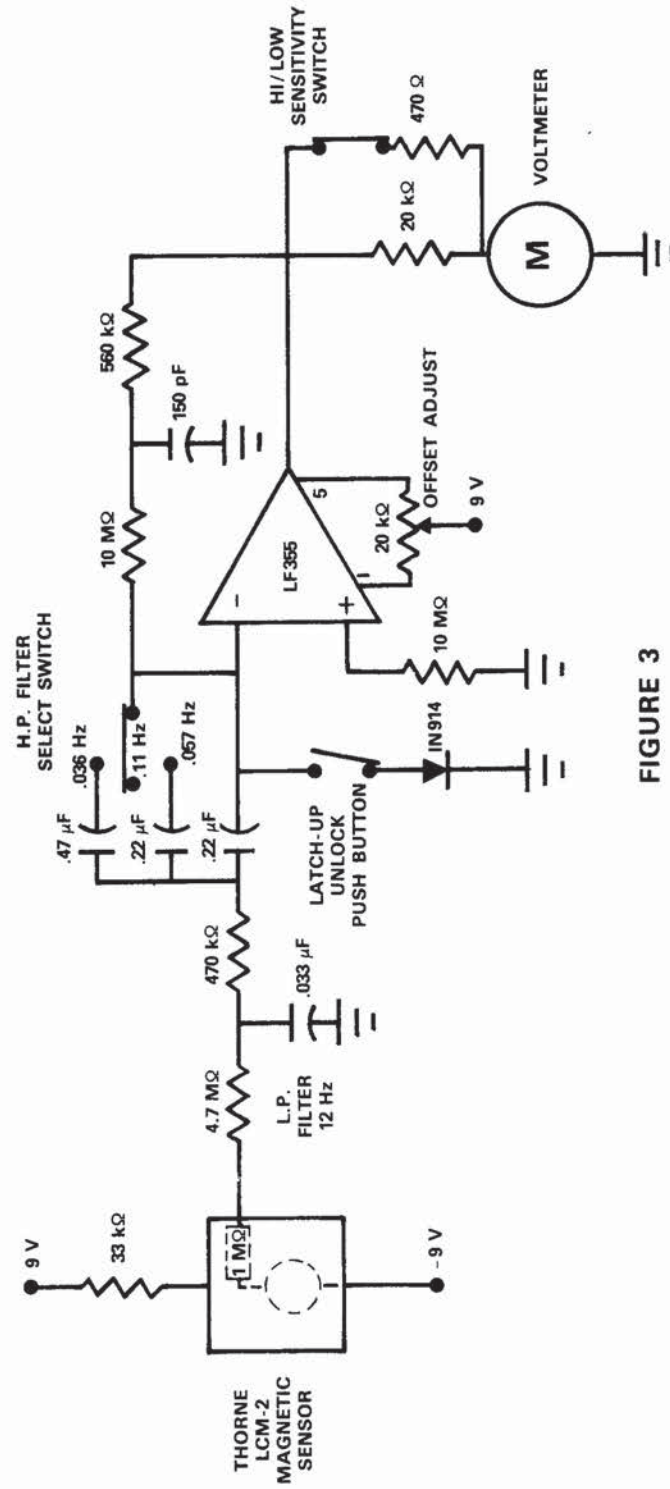 9 V
33 kΩ
THORNE
LCM-2
MAGNETIC
SENSOR
1 MΩ
-9 V
4.7 MΩ
L.P.
FILTER
12 Hz
470 kΩ
.033 µF
H.P. FILTER
SELECT SWITCH
.47 µF
.036 Hz
.11 Hz
.22 µF
.057 Hz
.22 µF
LATCH-UP
UNLOCK
PUSH BUTTON
IN914
10 MΩ
150 pF
560 kΩ
-
+
LF355
5
1
20 kΩ
OFFSET ADJUST
9 V
10 MΩ
HI/LOW
SENSITIVITY
SWITCH
20 kΩ
470 Ω
M
VOLTMETER
FIGURE 3